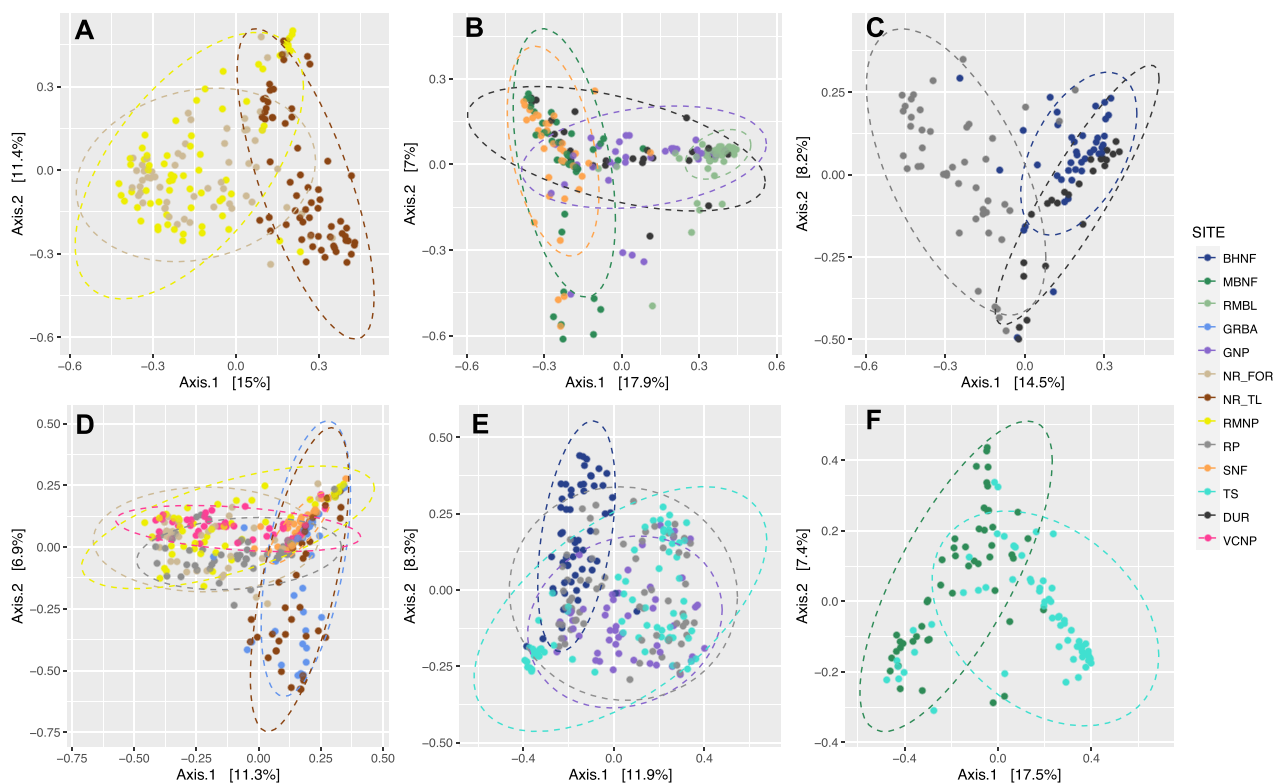 A
B
C
0.3
0.0
−0.3
−0.6
Axis.2 [11.4%]
−0.6 −0.3 0.0 0.3
Axis.1 [15%]
0.3
0.0
−0.3
−0.6
Axis.2 [7%]
−0.6 −0.3 0.0 0.3 0.6
Axis.1 [17.9%]
0.25
0.00
−0.25
−0.50
Axis.2 [8.2%]
−0.6 −0.3 0.0 0.3
Axis.1 [14.5%]
D
E
F
0.50
0.25
0.00
−0.25
−0.50
−0.75
Axis.2 [6.9%]
−0.75 −0.50 −0.25 0.00 0.25 0.50
Axis.1 [11.3%]
0.50
0.25
0.00
−0.25
−0.50
Axis.2 [8.3%]
−0.4 0.0 0.4
Axis.1 [11.9%]
0.4
0.2
0.0
−0.2
−0.4
Axis.2 [7.4%]
−0.4 0.0 0.4
Axis.1 [17.5%]
SITE
BHNF
MBNF
RMBL
GRBA
GNP
NR_FOR
NR_TL
RMNP
RP
SNF
TS
DUR
VCNP